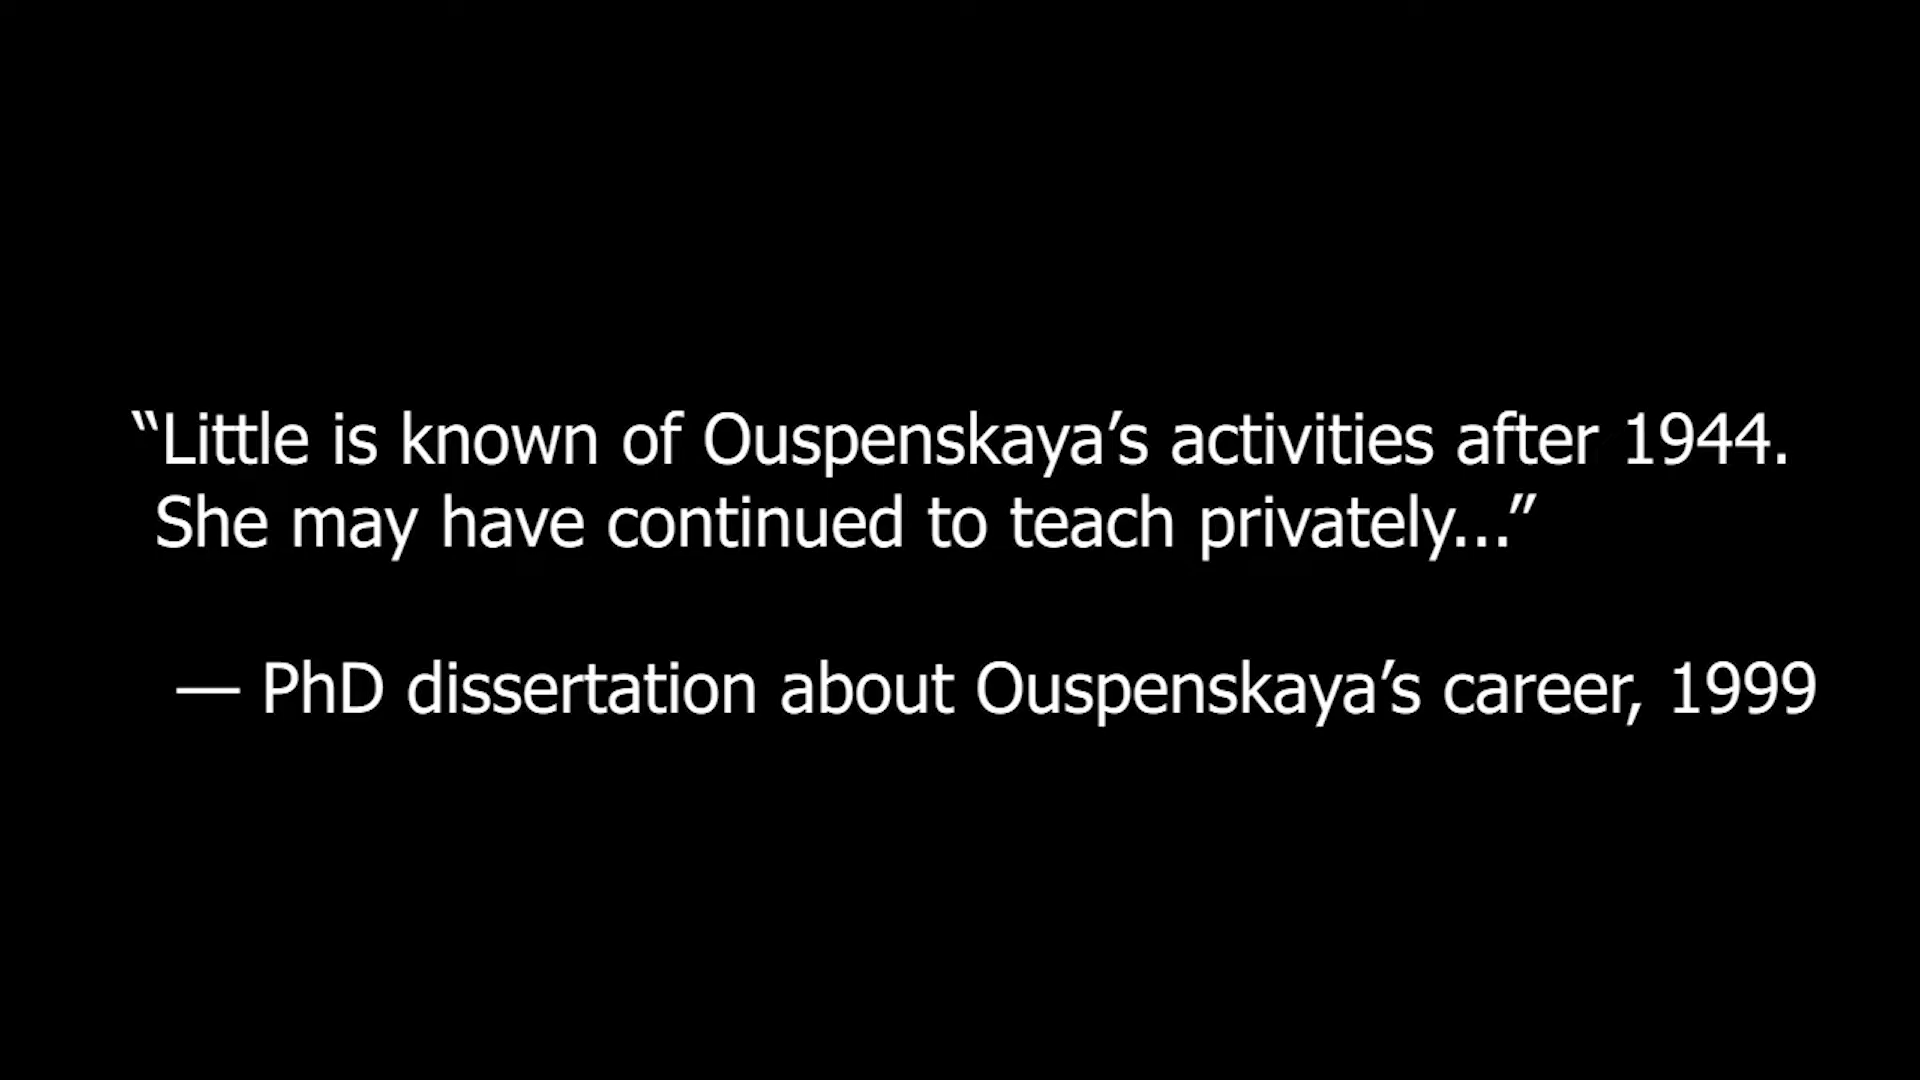 “Little is known of Ouspenskaya’s activities after 1944.
She may have continued to teach privately...”
— PhD dissertation about Ouspenskaya’s career, 1999